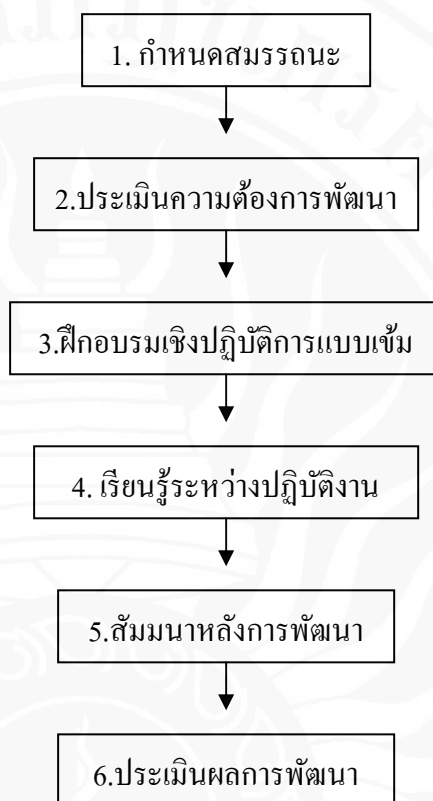 1. กำหนดสมรรถนะ
2.ประเมินความต้องการพัฒนา
3.ฝึกอบรมเชิงปฏิบัติการแบบเข้ม
4. เรียนรู้ระหว่างปฏิบัติงาน
5.สัมมนาหลังการพัฒนา
6.ประเมินผลการพัฒนา